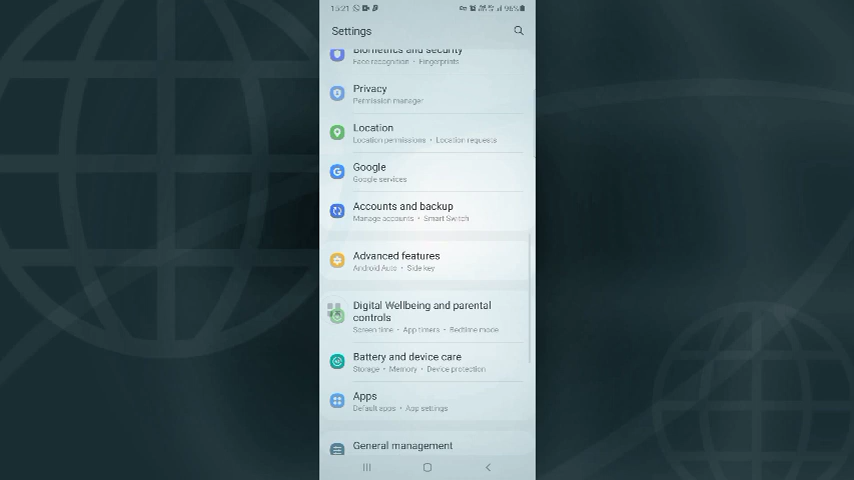 15:21
96%
Settings
Biometrics and security
Face recognition • Fingerprints
Privacy
Permission manager
Location
Location permissions • Location requests
Google
Google services
Accounts and backup
Manage accounts • Smart Switch
Advanced features
Android Auto • Side key
Digital Wellbeing and parental
controls
Screen time • App timers • Bedtime mode
Battery and device care
Storage • Memory • Device protection
Apps
Default apps • App settings
General management